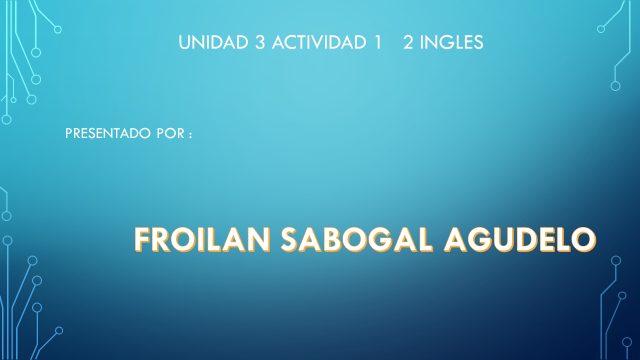 UNIDAD 3 ACTIVIDAD 1 2 INGLES
PRESENTADO POR :
FROILAN SABOGAL AGUDELO